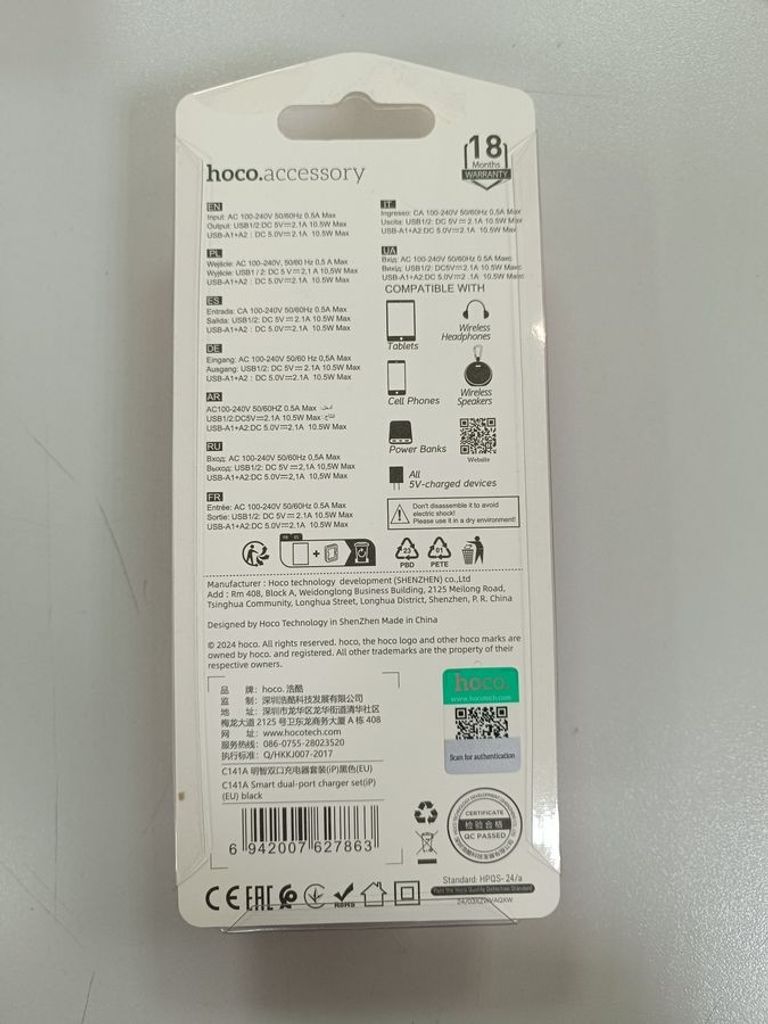 18
Months
WARRANTY
hoco.accessory
EN
Input: AC 100-240V 50/60Hz 0.5A Max
Output: USB1/2:DC 5V⎓2.1A 10.5W Max
USB-A1+A2 : DC 5.0V⎓2.1A 10.5W Max
PL
Wejście: AC 100-240V, 50/60 Hz 0,5 A Max
Wyjście: USB1 / 2: DC 5 V⎓2,1 A 10,5W Max
USB-A1+A2 : DC 5.0V⎓2.1A 10.5W Max
ES
Entrada: CA 100-240V 50/60Hz 0.5A Max
Salida: USB1/2: DC 5V⎓2.1A 10.5W Max
USB-A1+A2 : DC 5.0V⎓2.1A 10.5W Max
DE
Eingang: AC 100-240V 50/60 Hz 0,5A Max
Ausgang: USB1/2: DC 5V⎓2.1A 10.5W Max
USB-A1+A2 : DC 5.0V⎓2.1A 10.5W Max
AR
AC100-240V 50/60HZ 0.5A Max
USB1/2:DC5V⎓2.1A 10.5W Max
USB-A1+A2:DC 5.0V⎓2.1A 10.5W Max
RU
Вход: AC 100-240V 50/60Hz 0,5A Max
Выход: USB1/2: DC 5V⎓2,1A 10,5W Max
USB-A1+A2: DC 5.0V⎓2.1A 10.5W Max
FR
Entrée: AC 100-240V 50/60Hz 0.5A Max
Sortie: USB1/2: DC 5V⎓2.1A 10.5W Max
USB-A1+A2:DC 5.0V⎓2.1A 10.5W Max
IT
Ingresso: CA 100-240V 50/60Hz 0.5A Max
Uscita: USB1/2: DC 5V⎓2.1A 10.5W Max
USB-A1+A2:DC 5.0V⎓2.1A 10.5W Max
UA
Вхід: AC 100-240V 50/60Hz 0.5A Макс
Вихід: USB1/2: DC5V⎓2.1A 10.5W Макс
USB-A1+A2:DC 5.0V⎓2.1A 10.5W Макс
COMPATIBLE WITH
Tablets
Wireless
Headphones
Cell Phones
Wireless
Speakers
Power Banks
Website
All
5V-charged devices
Don't disassemble it to avoid
electric shock!
Please use it in a dry environment!
23
PBD
01
PETE
Manufacturer : Hoco technology development (SHENZHEN) co.,Ltd
Add : Rm 408, Block A, Weidonglong Business Building, 2125 Meilong Road,
Tsinghua Community, Longhua Street, Longhua District, Shenzhen, P. R. China
Designed by Hoco Technology in ShenZhen Made in China
© 2024 hoco. All rights reserved. hoco, the hoco logo and other hoco marks are
owned by hoco. and registered. All other trademarks are the property of their
respective owners.
品 牌: hoco. 浩酷
监 制: 深圳浩酷科技发展有限公司
地 址: 深圳市龙华区龙华街道清华社区
梅龙大道 2125 号卫东龙商务大厦 A 栋 408
网 址: www.hocotech.com
服务热线: 086-0755-28023520
执行标准: Q/HKKJ007-2017
C141A 明智双口充电器套装(iP)黑色(EU)
C141A Smart dual-port charger set(iP)
(EU) black
6 942007 627863
hoco.
www.hocotech.com
Scan for authentication
CERTIFICATE
检验合格
QC PASSED
Standard: HPQS- 24/a
CE EAC RoHS